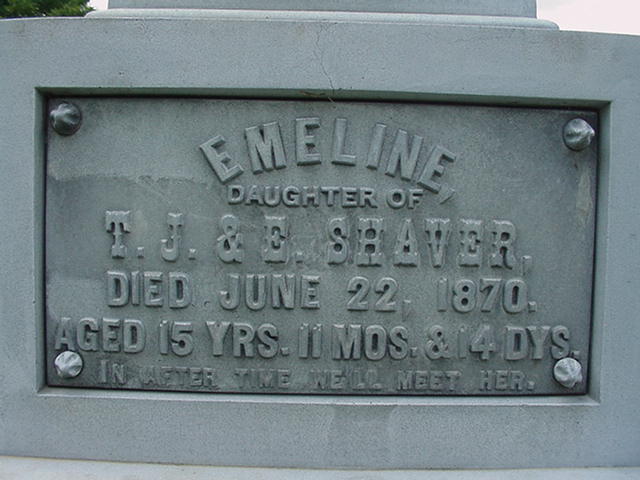 EMELINE,
DAUGHTER OF
T. J. & E. SHAVER,
DIED JUNE 22, 1870.
AGED 15 YRS. 11 MOS. & 14 DYS.
IN AFTER TIME WE'LL MEET HER.